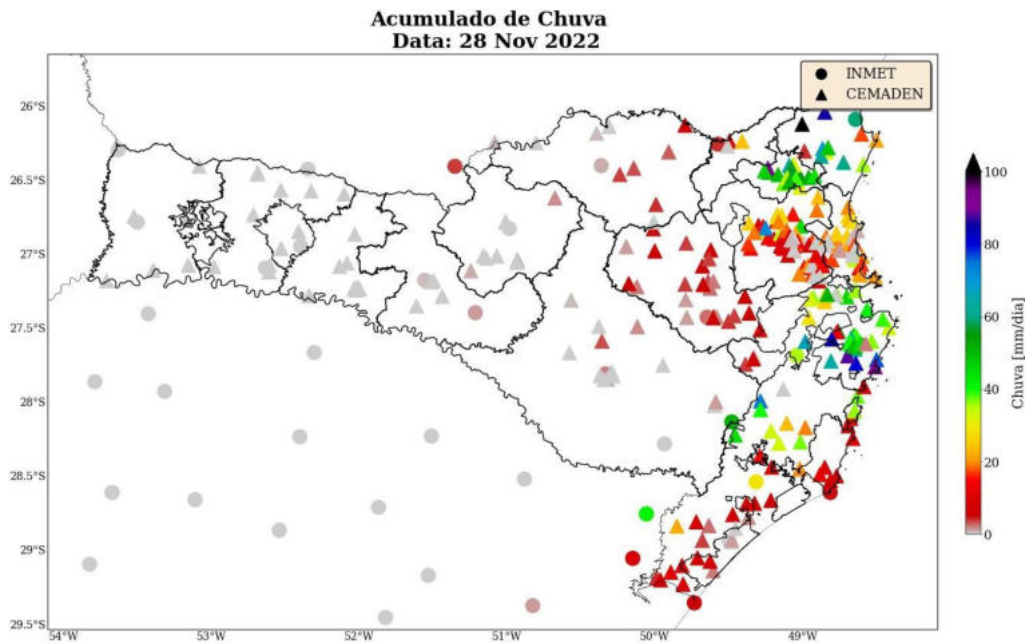 Acumulado de Chuva
Data: 28 Nov 2022
INMET
CEMADEN
26°S
26.5°S
27°S
27.5°S
28°S
28.5°S
29°S
29.5°S
54°W
53°W
52°W
51°W
50°W
49°W
100
80
60
40
20
0
Chuva [mm/dia]